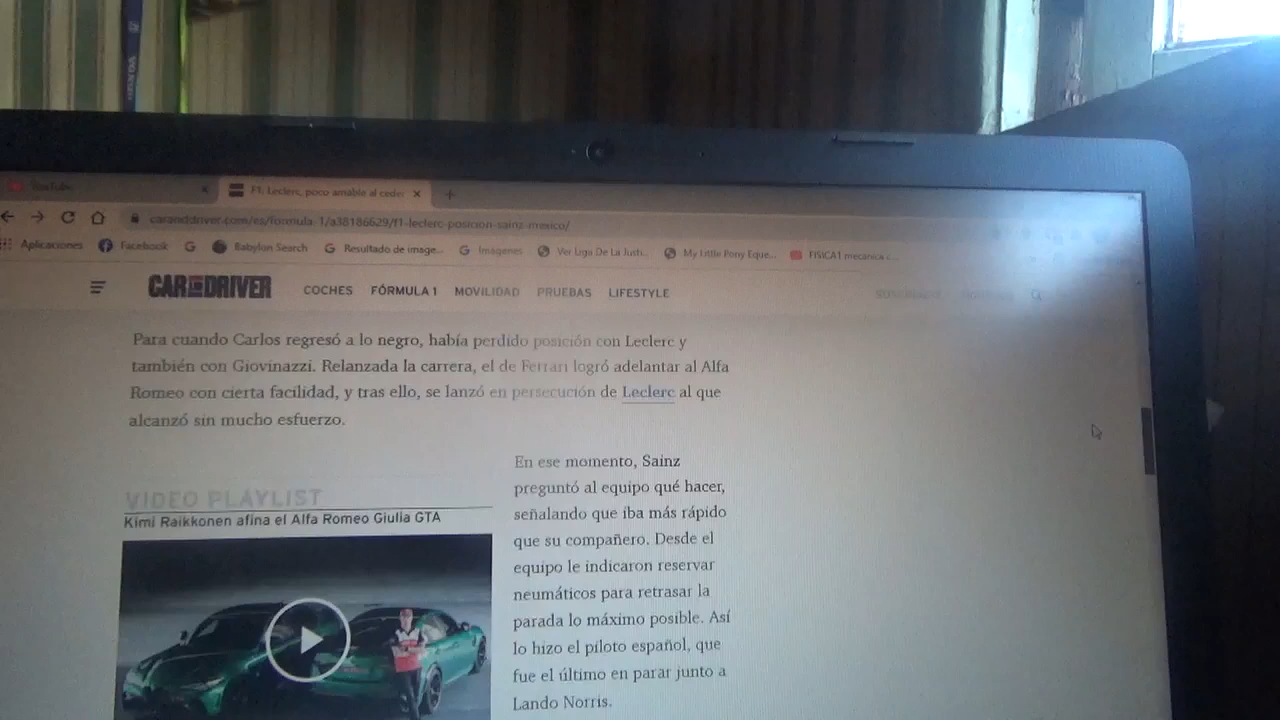 YouTube
F1: Leclerc, poco amable al ceder
caranddriver.com/es/formula-1/a38186629/f1-leclerc-posicion-sainz-mexico/
Aplicaciones
Facebook
Babylon Search
Resultado de image...
Imagenes
Ver Liga De La Justi...
My Little Pony Eque...
FISICA1 mecanica c...
CAR AND DRIVER
COCHES
FÓRMULA 1
MOVILIDAD
PRUEBAS
LIFESTYLE
Para cuando Carlos regresó a lo negro, había perdido posición con Leclerc y
también con Giovinazzi. Relanzada la carrera, el de Ferrari logró adelantar al Alfa
Romeo con cierta facilidad, y tras ello, se lanzó en persecución de Leclerc al que
alcanzó sin mucho esfuerzo.
VIDEO PLAYLIST
Kimi Raikkonen afina el Alfa Romeo Giulia GTA
En ese momento, Sainz
preguntó al equipo qué hacer,
señalando que iba más rápido
que su compañero. Desde el
equipo le indicaron reservar
neumáticos para retrasar la
parada lo máximo posible. Así
lo hizo el piloto español, que
fue el último en parar junto a
Lando Norris.